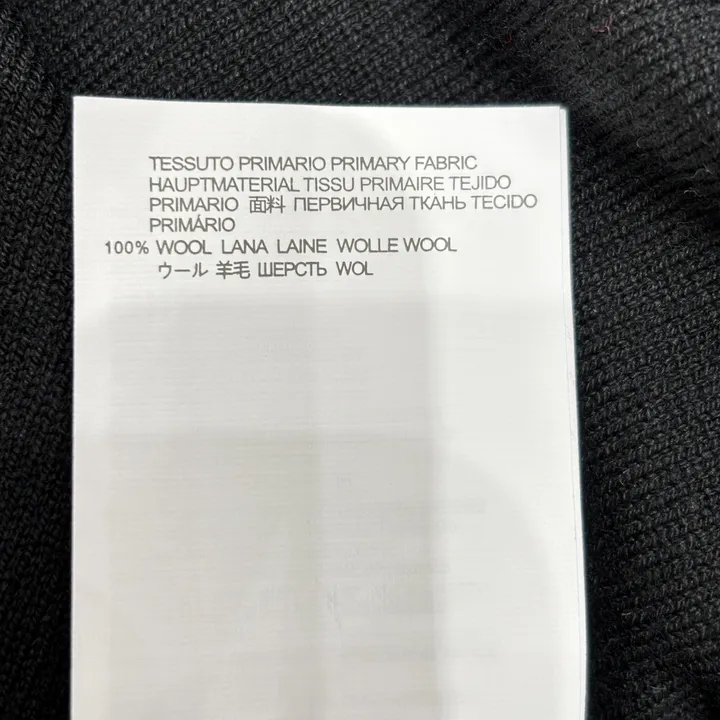 TESSUTO PRIMARIO PRIMARY FABRIC
HAUPTMATERIAL TISSU PRIMAIRE TEJIDO
PRIMARIO 面料 ПЕРВИЧНАЯ ТКАНЬ TECIDO
PRIMÁRIO
100% WOOL LANA LAINE WOLLE WOOL
ウール 羊毛 ШЕРСТЬ WOL